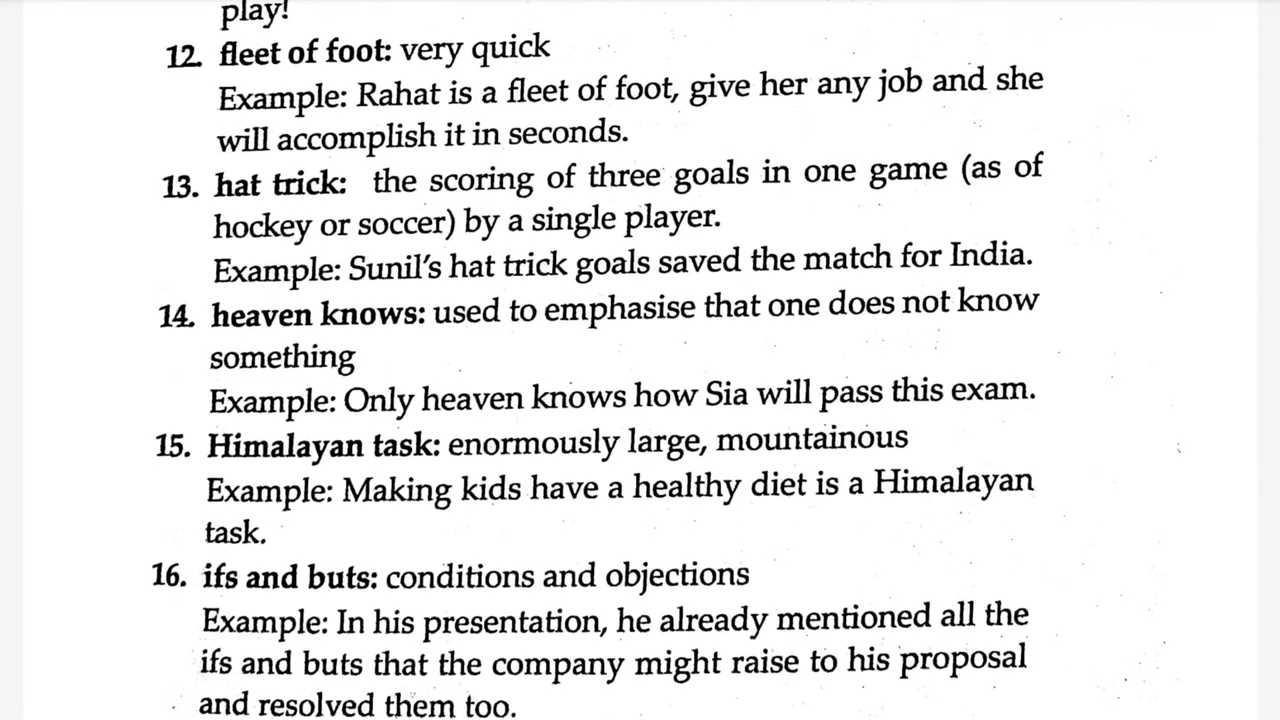 play!
12. fleet of foot: very quick
Example: Rahat is a fleet of foot, give her any job and she
will accomplish it in seconds.
13. hat trick: the scoring of three goals in one game (as of
hockey or soccer) by a single player.
Example: Sunil's hat trick goals saved the match for India.
14. heaven knows: used to emphasise that one does not know
something
Example: Only heaven knows how Sia will pass this exam.
15. Himalayan task: enormously large, mountainous
Example: Making kids have a healthy diet is a Himalayan
task.
16. ifs and buts: conditions and objections
Example: In his presentation, he already mentioned all the
ifs and buts that the company might raise to his proposal
and resolved them too.